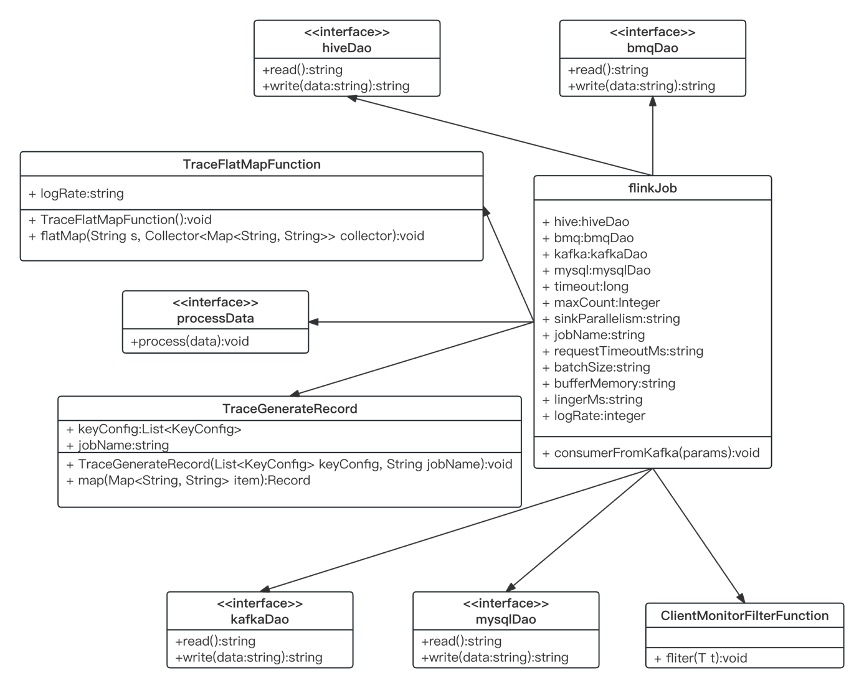 <<interface>>
hiveDao
+read():string
+write(data:string):string
<<interface>>
bmqDao
+read():string
+write(data:string):string
TraceFlatMapFunction
+ logRate:string
+ TraceFlatMapFunction():void
+ flatMap(String s, Collector<Map<String, String>> collector):void
flinkJob
+ hive:hiveDao
+ bmq:bmqDao
+ kafka:kafkaDao
+ mysql:mysqlDao
+ timeout:long
+ maxCount:Integer
+ sinkParallelism:string
+ jobName:string
+ requestTimeoutMs:string
+ batchSize:string
+ bufferMemory:string
+ lingerMs:string
+ logRate:integer
+ consumerFromKafka(params):void
<<interface>>
processData
+process(data):void
TraceGenerateRecord
+ keyConfig:List<KeyConfig>
+ jobName:string
+ TraceGenerateRecord(List<KeyConfig> keyConfig, String jobName):void
+ map(Map<String, String> item):Record
<<interface>>
kafkaDao
+read():string
+write(data:string):string
<<interface>>
mysqlDao
+read():string
+write(data:string):string
ClientMonitorFilterFunction
+ fliter(T t):void